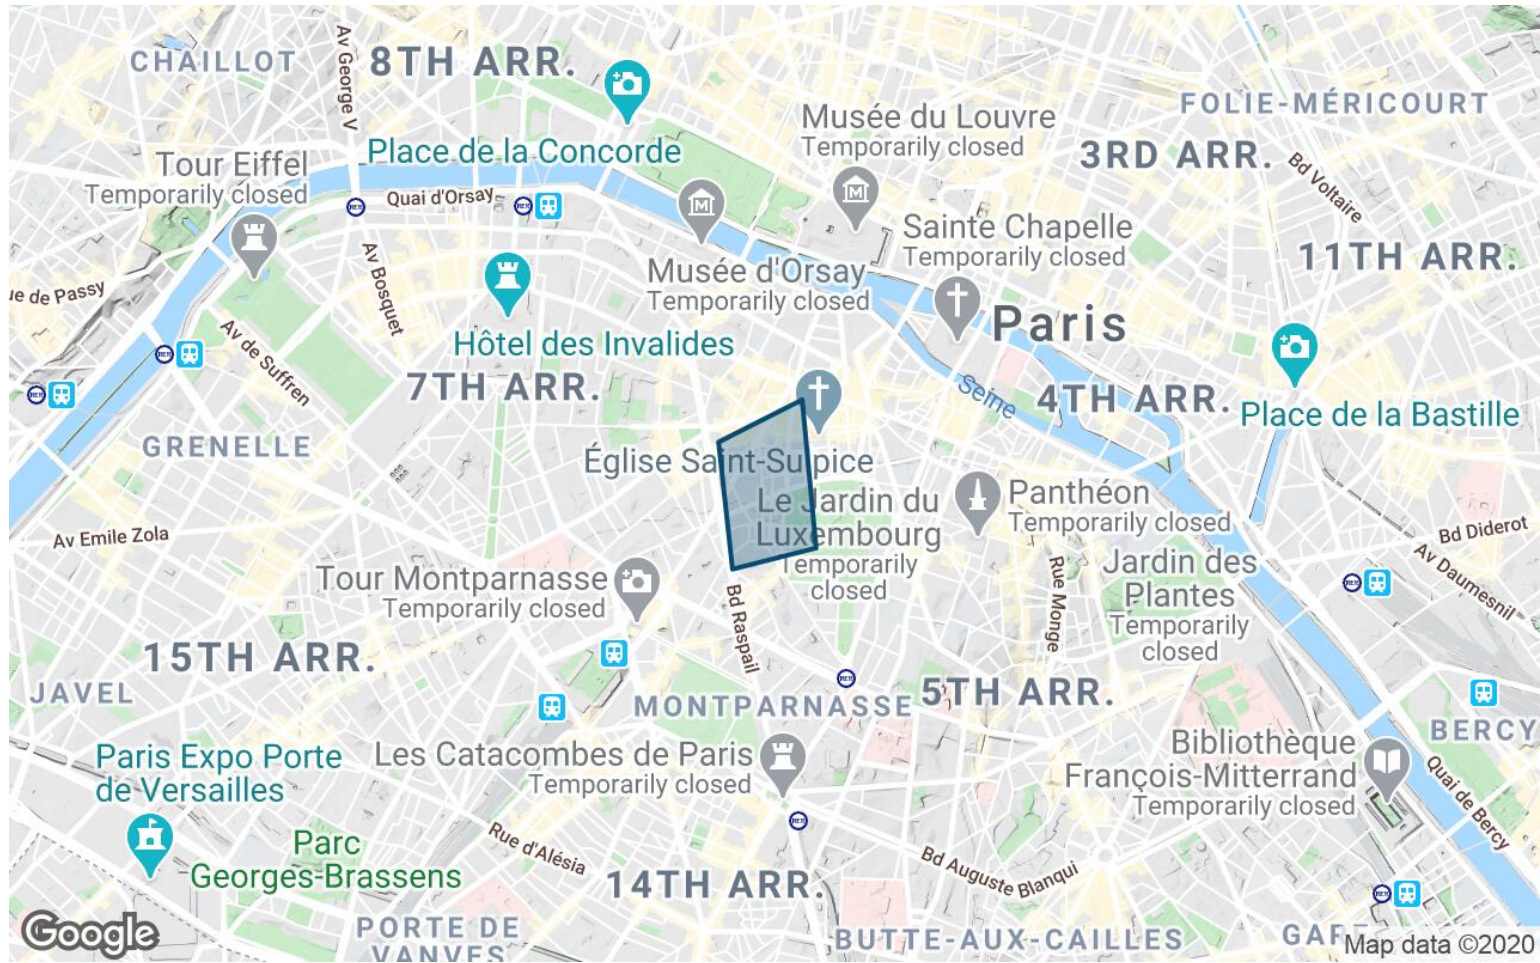 CHAILLOT
Av George V
8TH ARR.
Musée du Louvre
Temporarily closed
FOLIE-MÉRICOURT
Place de la Concorde
3RD ARR.
Bd Voltaire
Tour Eiffel
Temporarily closed
Quai d'Orsay
Sainte Chapelle
Temporarily closed
11TH ARR.
Av Bosquet
Musée d'Orsay
Temporarily closed
ue de Passy
Paris
Hôtel des Invalides
Av de Suffren
7TH ARR.
Seine
4TH ARR.
Place de la Bastille
GRENELLE
Église Saint-Sulpice
Le Jardin du
Luxembourg
Temporarily
closed
Panthéon
Temporarily closed
Av Emile Zola
Bd Diderot
Av Daumesnil
Tour Montparnasse
Temporarily closed
Rue Monge
Jardin des
Plantes
Temporarily
closed
Bd Raspail
15TH ARR.
JAVEL
MONTPARNASSE
5TH ARR.
BERCY
Paris Expo Porte
de Versailles
Les Catacombes de Paris
Temporarily closed
Bibliothèque
François-Mitterrand
Temporarily closed
Quai de Bercy
Parc
Georges-Brassens
Rue d'Alésia
14TH ARR.
Bd Auguste Blanqui
PORTE DE
VANVES
BUTTE-AUX-CAILLES
Google
Map data ©2020